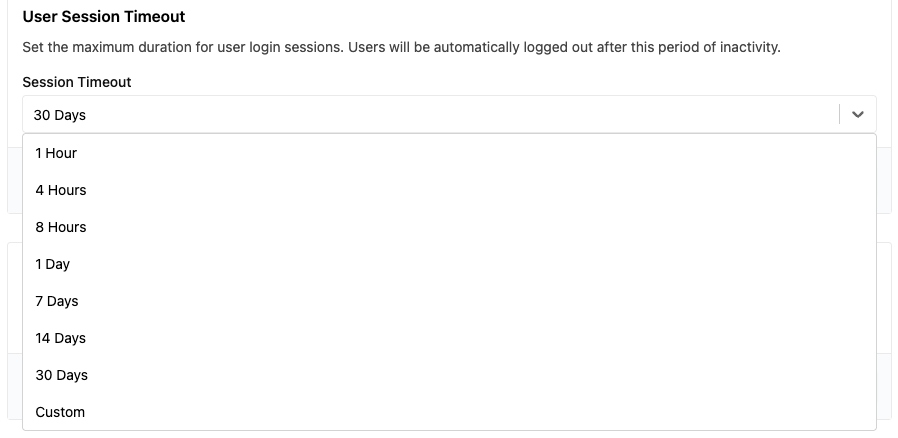 User Session Timeout
Set the maximum duration for user login sessions. Users will be automatically logged out after this period of inactivity.
Session Timeout
30 Days
1 Hour
4 Hours
8 Hours
1 Day
7 Days
14 Days
30 Days
Custom